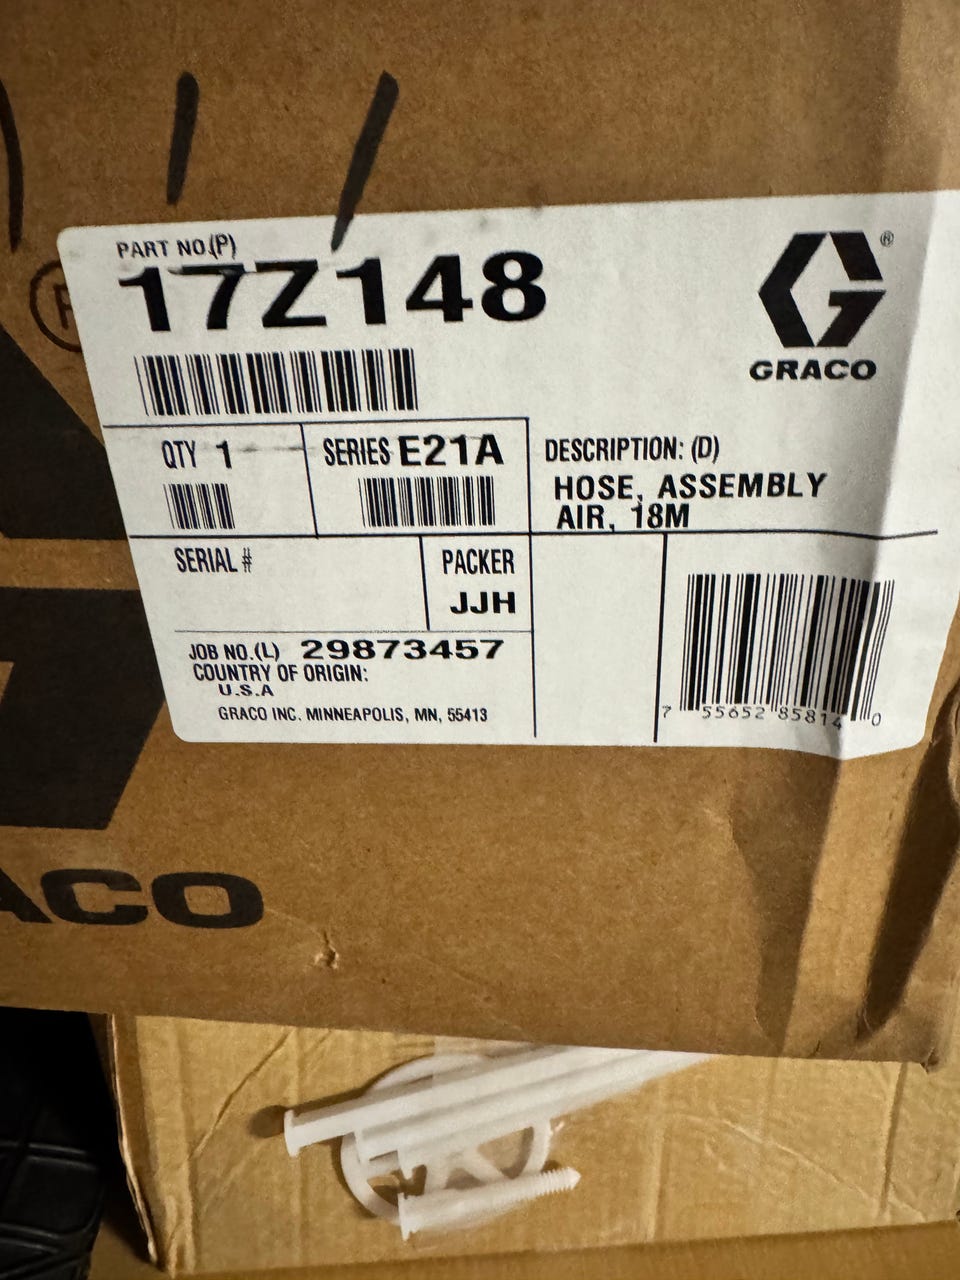 PART NO.(P)
17Z148
®
GRACO
QTY 1
SERIES E21A
DESCRIPTION: (D)
HOSE, ASSEMBLY
AIR, 18M
SERIAL #
PACKER
JJH
JOB NO.(L) 29873457
COUNTRY OF ORIGIN:
U.S.A
GRACO INC. MINNEAPOLIS, MN, 55413
7 55652 85814 0
ACO